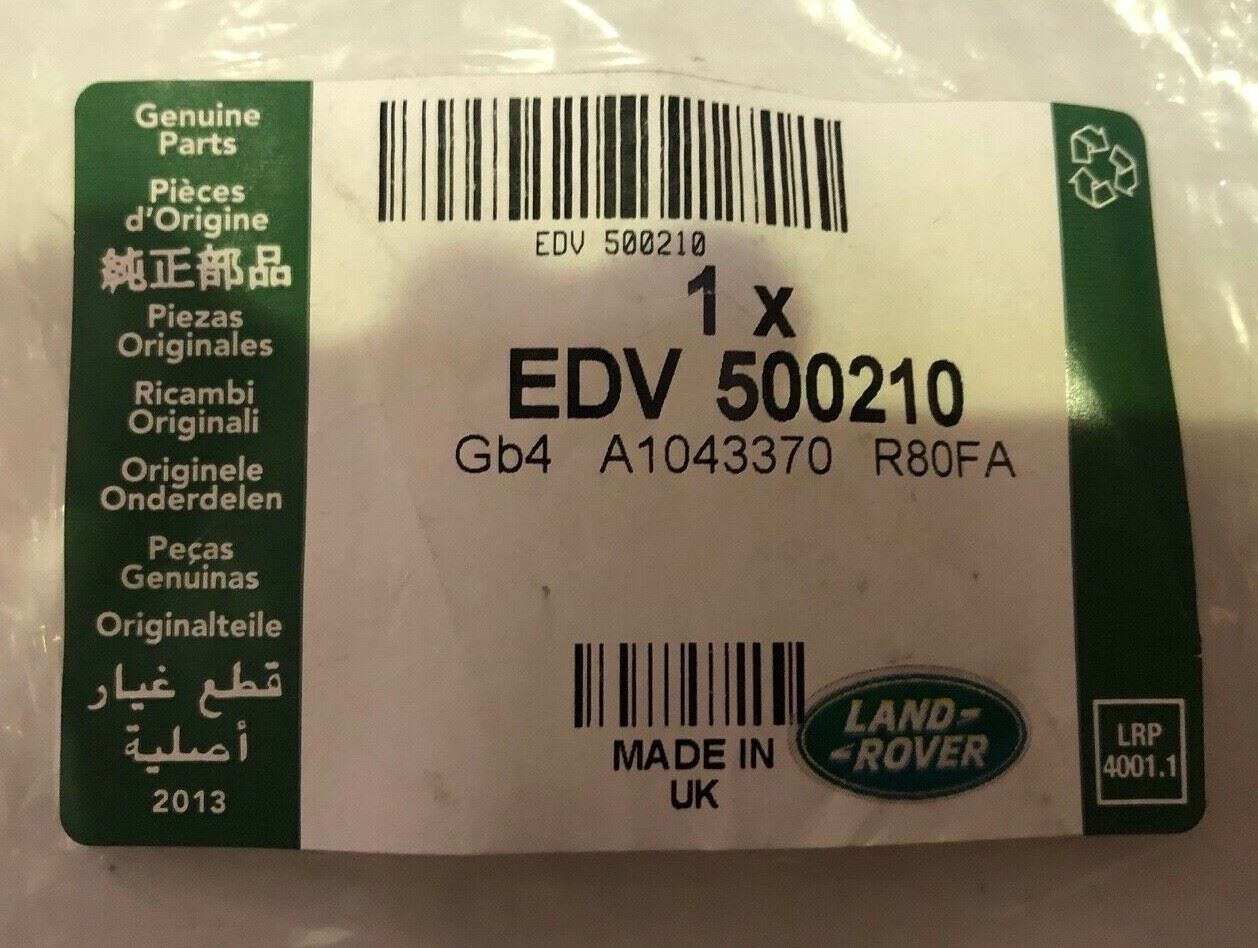 Genuine
Parts
Pièces
d'Origine
純正部品
Piezas
Originales
Ricambi
Originali
Originele
Onderdelen
Peças
Genuinas
Originalteile
قطع غيار
أصلية
2013
EDV 500210
1 x
EDV 500210
Gb4 A1043370 R80FA
MADE IN
UK
LAND-
-ROVER
LRP
4001.1